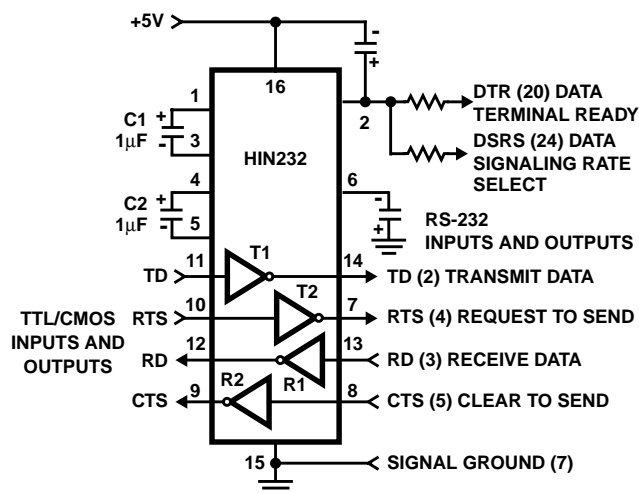 +5V
-
+
16
1
C1
+
1µF
-
3
HIN232
2
DTR (20) DATA
TERMINAL READY
DSRS (24) DATA
SIGNALING RATE
SELECT
4
C2
+
1µF
-
5
6
-
+
RS-232
INPUTS AND OUTPUTS
TD
11
T1
14
TD (2) TRANSMIT DATA
TTL/CMOS
INPUTS AND
OUTPUTS
RTS
10
T2
7
RTS (4) REQUEST TO SEND
RD
12
R1
13
RD (3) RECEIVE DATA
CTS
9
R2
8
CTS (5) CLEAR TO SEND
15
SIGNAL GROUND (7)